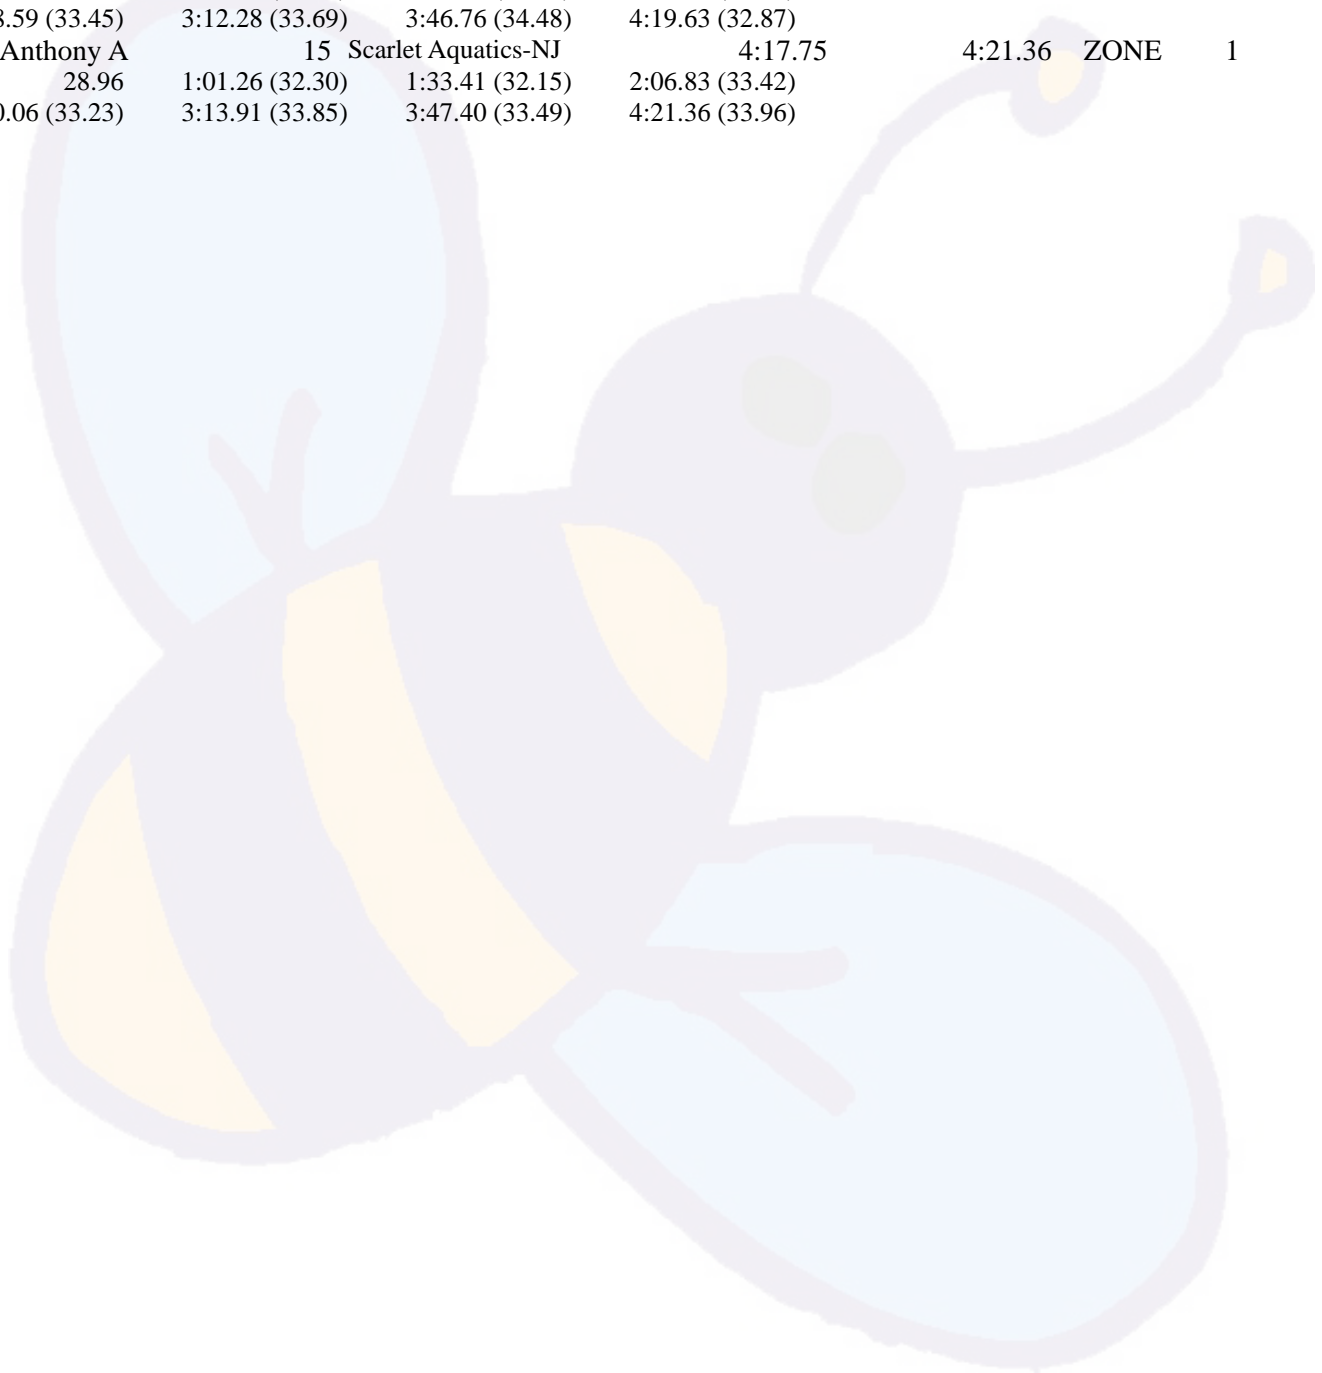 .59 (33.45) 3:12.28 (33.69) 3:46.76 (34.48) 4:19.63 (32.87)
Anthony A 15 Scarlet Aquatics-NJ 4:17.75 4:21.36 ZONE 1
28.96 1:01.26 (32.30) 1:33.41 (32.15) 2:06.83 (33.42)
.06 (33.23) 3:13.91 (33.85) 3:47.40 (33.49) 4:21.36 (33.96)